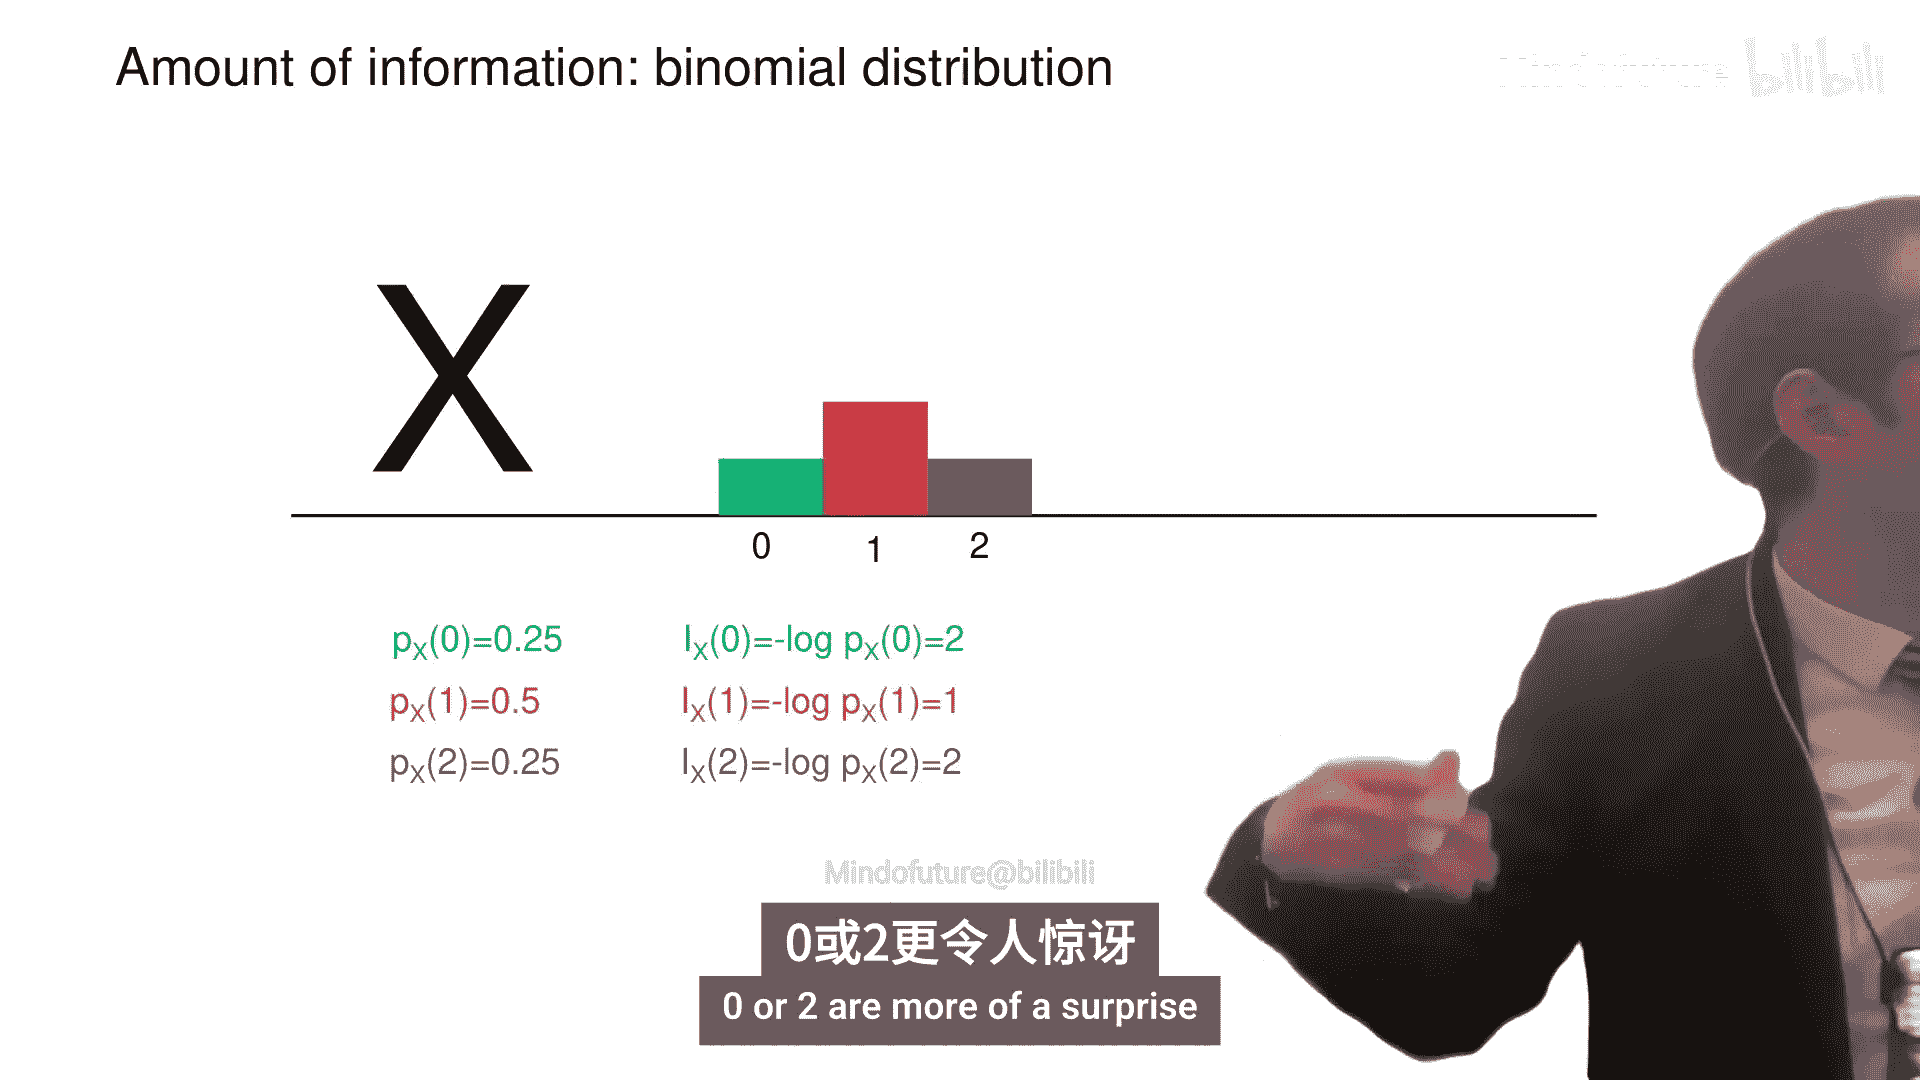 Amount of information: binomial distribution
Mindofuture bilibili
X
0 1 2
pX(0)=0.25 IX(0)=-log pX(0)=2
pX(1)=0.5 IX(1)=-log pX(1)=1
pX(2)=0.25 IX(2)=-log pX(2)=2
Mindofuture@bilibili
0或2更令人惊讶
0 or 2 are more of a surprise